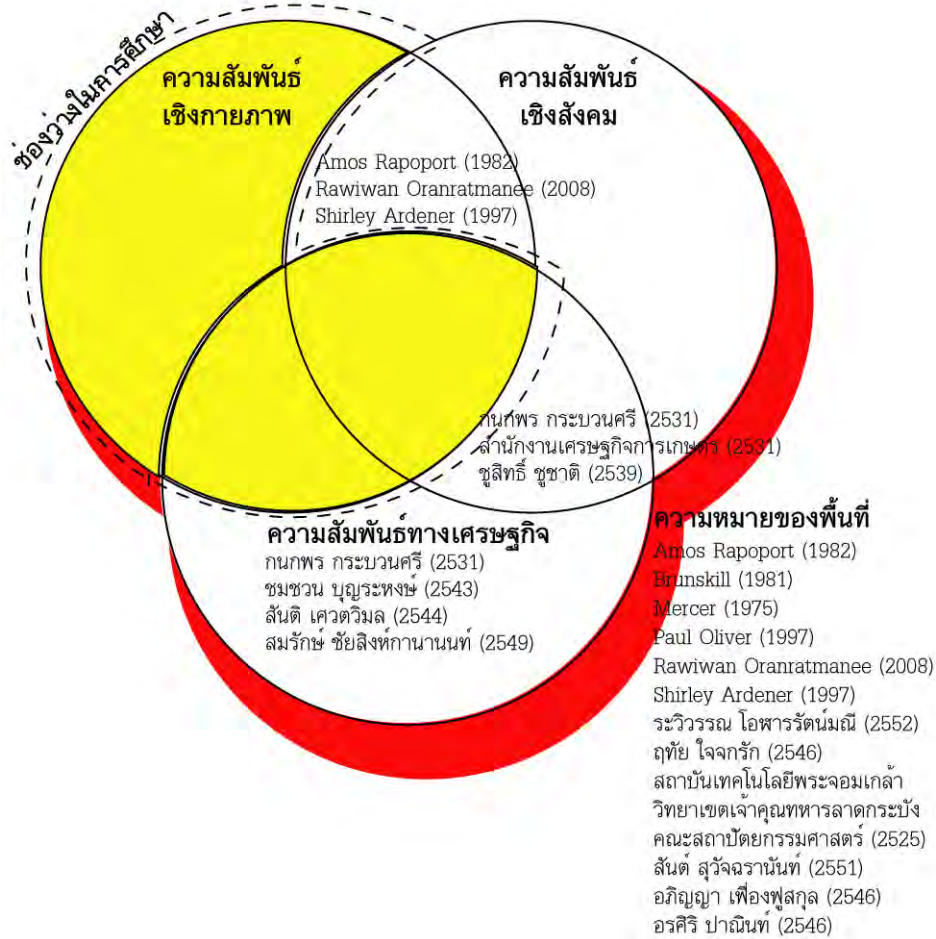 ช่องว่างในการศึกษา
ความสัมพันธ์
เชิงกายภาพ
ความสัมพันธ์
เชิงสังคม
Amos Rapoport (1982)
Rawiwan Oranratmanee (2008)
Shirley Ardener (1997)
กนกพร กระบวนศรี (2531)
สำนักงานเศรษฐกิจการเกษตร (2531)
ชูสิทธิ์ ชูชาติ (2539)
ความสัมพันธ์ทางเศรษฐกิจ
กนกพร กระบวนศรี (2531)
ชมชวน บุญระหงษ์ (2543)
สันติ เศวตวิมล (2544)
สมรักษ์ ชัยสิงห์กานานนท์ (2549)
ความหมายของพื้นที่
Amos Rapoport (1982)
Brunskill (1981)
Mercer (1975)
Paul Oliver (1997)
Rawiwan Oranratmanee (2008)
Shirley Ardener (1997)
ระวิวรรณ โอฬารรัตน์มณี (2552)
ฤทัย ใจจงรัก (2546)
สถาบันเทคโนโลยีพระจอมเกล้า
วิทยาเขตเจ้าคุณทหารลาดกระบัง
คณะสถาปัตยกรรมศาสตร์ (2525)
สันต์ สุวัจฉราภินันท์ (2551)
อภิญญา เฟื่องฟูสกุล (2546)
อรศิริ ปาณินท์ (2546)